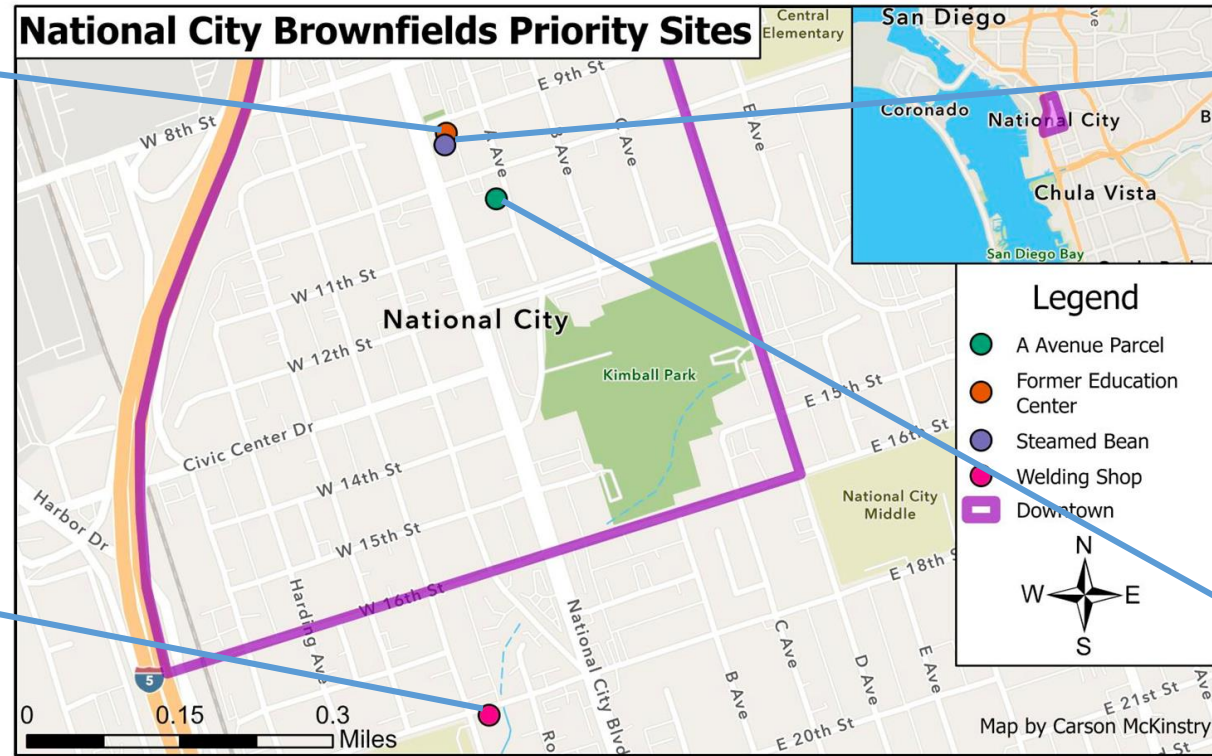 National City Brownfields Priority Sites
Central
Elementary
E 9th St
W 8th St
A Ave
B Ave
C Ave
E Ave
W 11th St
National City
W 12th St
Kimball Park
Civic Center Dr
W 14th St
E 15th St
E 16th St
Harbor Dr
W 15th St
National City
Middle
W 16th St
E 18th S
Harding Ave
National City Blvd
C Ave
B Ave
D Ave
E Ave
5
Ro
E 20th St
E 21st St
d St
0 0.15 0.3
Miles
San Diego
Coronado
National City
B
Chula Vista
San Diego Bay
Legend
A Avenue Parcel
Former Education
Center
Steamed Bean
Welding Shop
Downtown
N
W E
S
Map by Carson McKinstry